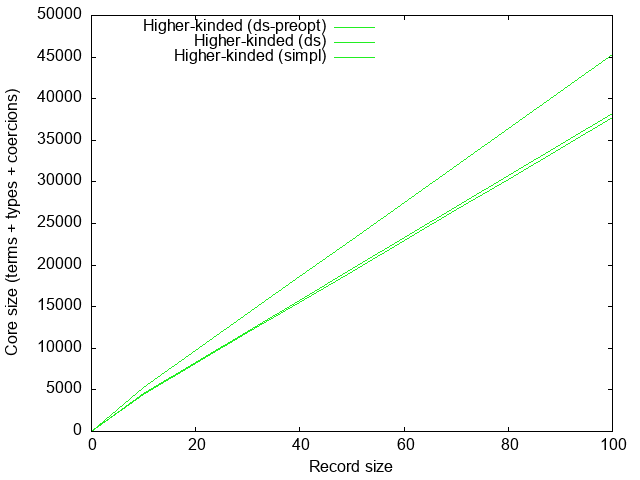 50000
45000
40000
35000
30000
25000
20000
15000
10000
5000
0
Core size (terms + types + coercions)
Higher-kinded (ds-preopt)
Higher-kinded (ds)
Higher-kinded (simpl)
0 20 40 60 80 100
Record size